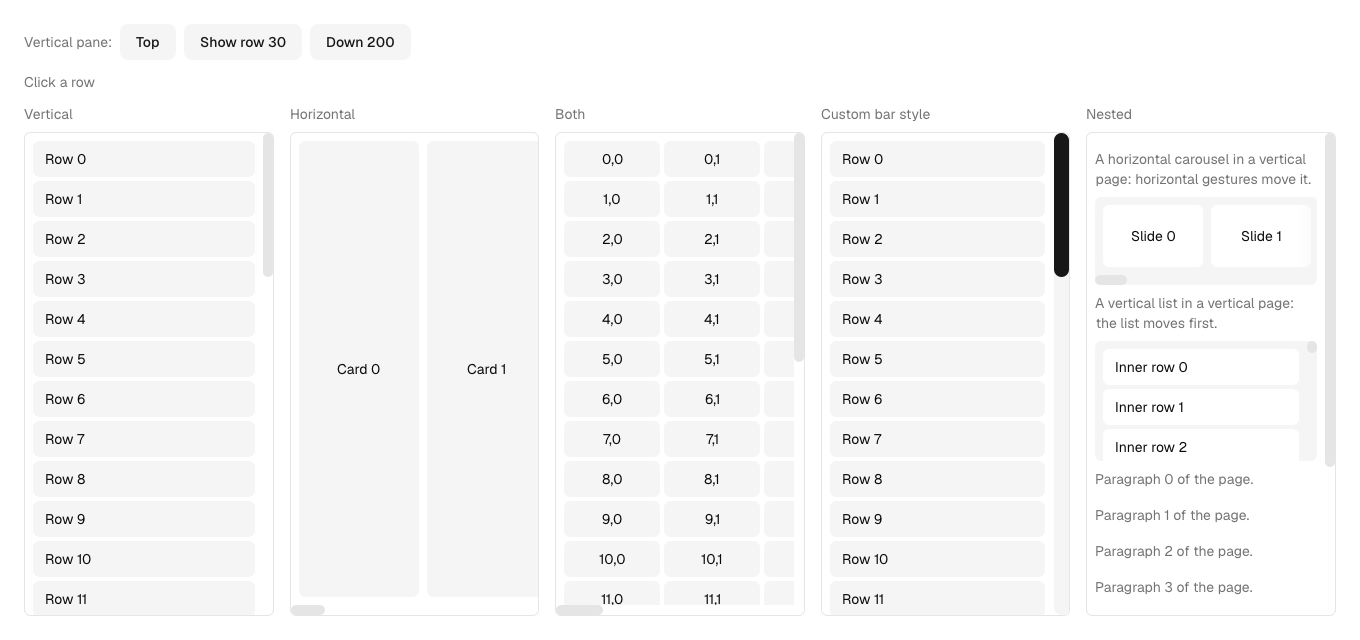 Vertical pane: Top Show row 30 Down 200
Click a row
Vertical
Row 0
Row 1
Row 2
Row 3
Row 4
Row 5
Row 6
Row 7
Row 8
Row 9
Row 10
Row 11
Horizontal
Card 0 Card 1
Both
0,0 0,1
1,0 1,1
2,0 2,1
3,0 3,1
4,0 4,1
5,0 5,1
6,0 6,1
7,0 7,1
8,0 8,1
9,0 9,1
10,0 10,1
11,0 11,1
Custom bar style
Row 0
Row 1
Row 2
Row 3
Row 4
Row 5
Row 6
Row 7
Row 8
Row 9
Row 10
Row 11
Nested
A horizontal carousel in a vertical
page: horizontal gestures move it.
Slide 0 Slide 1
A vertical list in a vertical page:
the list moves first.
Inner row 0
Inner row 1
Inner row 2
Paragraph 0 of the page.
Paragraph 1 of the page.
Paragraph 2 of the page.
Paragraph 3 of the page.